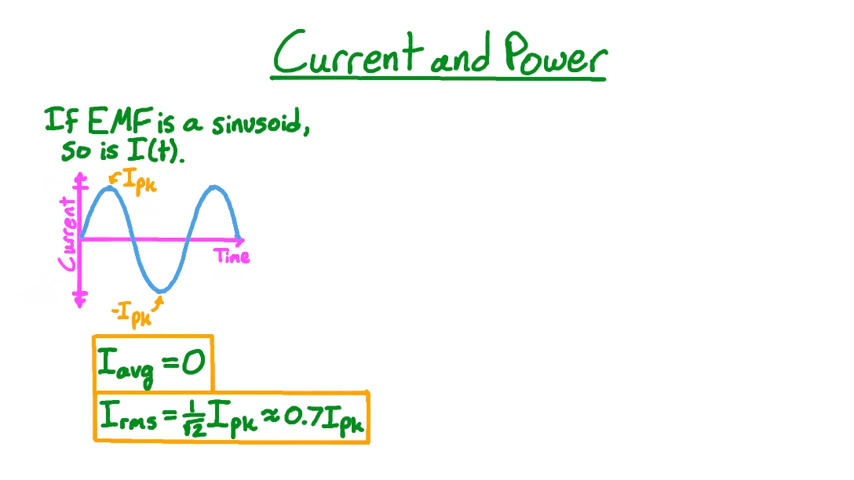 Current and Power
If EMF is a sinusoid,
so is I(t).
Ipk
Current
Time
-Ipk
Iavg = 0
Irms = 1/√2 Ipk ≈ 0.7Ipk